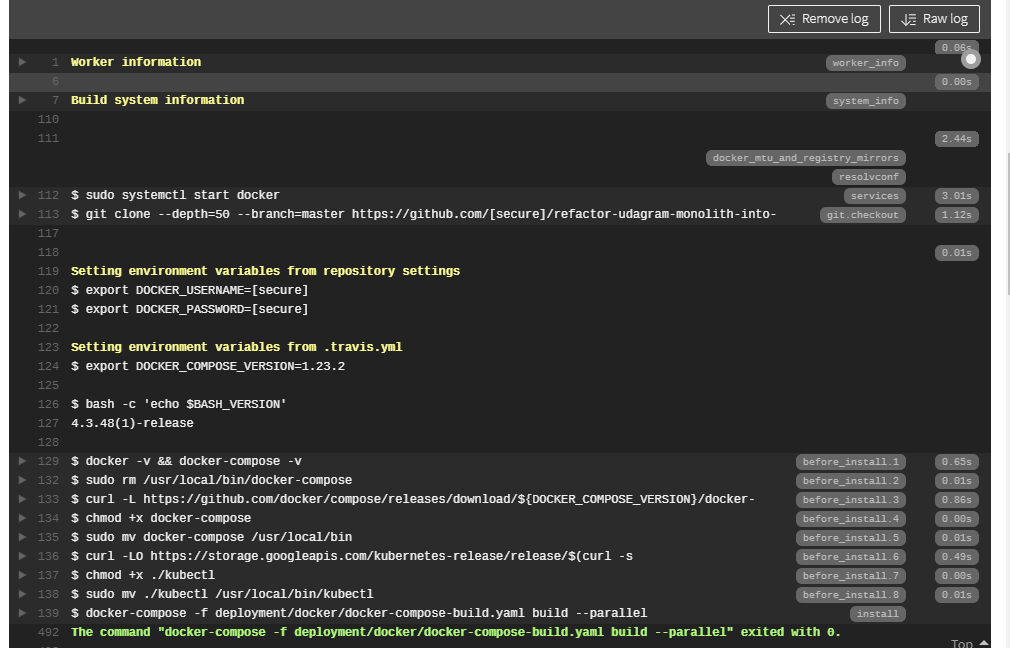 Remove log Raw log
0.06s
1 Worker information worker_info
6 0.00s
7 Build system information system_info
110
111 2.44s
docker_mtu_and_registry_mirrors
resolvconf
112 $ sudo systemctl start docker services 3.01s
113 $ git clone --depth=50 --branch=master https://github.com/[secure]/refactor-udagram-monolith-into- git.checkout 1.12s
117
118 0.01s
119 Setting environment variables from repository settings
120 $ export DOCKER_USERNAME=[secure]
121 $ export DOCKER_PASSWORD=[secure]
122
123 Setting environment variables from .travis.yml
124 $ export DOCKER_COMPOSE_VERSION=1.23.2
125
126 $ bash -c 'echo $BASH_VERSION'
127 4.3.48(1)-release
128
129 $ docker -v && docker-compose -v before_install.1 0.65s
132 $ sudo rm /usr/local/bin/docker-compose before_install.2 0.01s
133 $ curl -L https://github.com/docker/compose/releases/download/${DOCKER_COMPOSE_VERSION}/docker- before_install.3 0.86s
134 $ chmod +x docker-compose before_install.4 0.00s
135 $ sudo mv docker-compose /usr/local/bin before_install.5 0.01s
136 $ curl -LO https://storage.googleapis.com/kubernetes-release/release/$(curl -s before_install.6 0.49s
137 $ chmod +x ./kubectl before_install.7 0.00s
138 $ sudo mv ./kubectl /usr/local/bin/kubectl before_install.8 0.01s
139 $ docker-compose -f deployment/docker/docker-compose-build.yaml build --parallel install
492 The command "docker-compose -f deployment/docker/docker-compose-build.yaml build --parallel" exited with 0.
Top